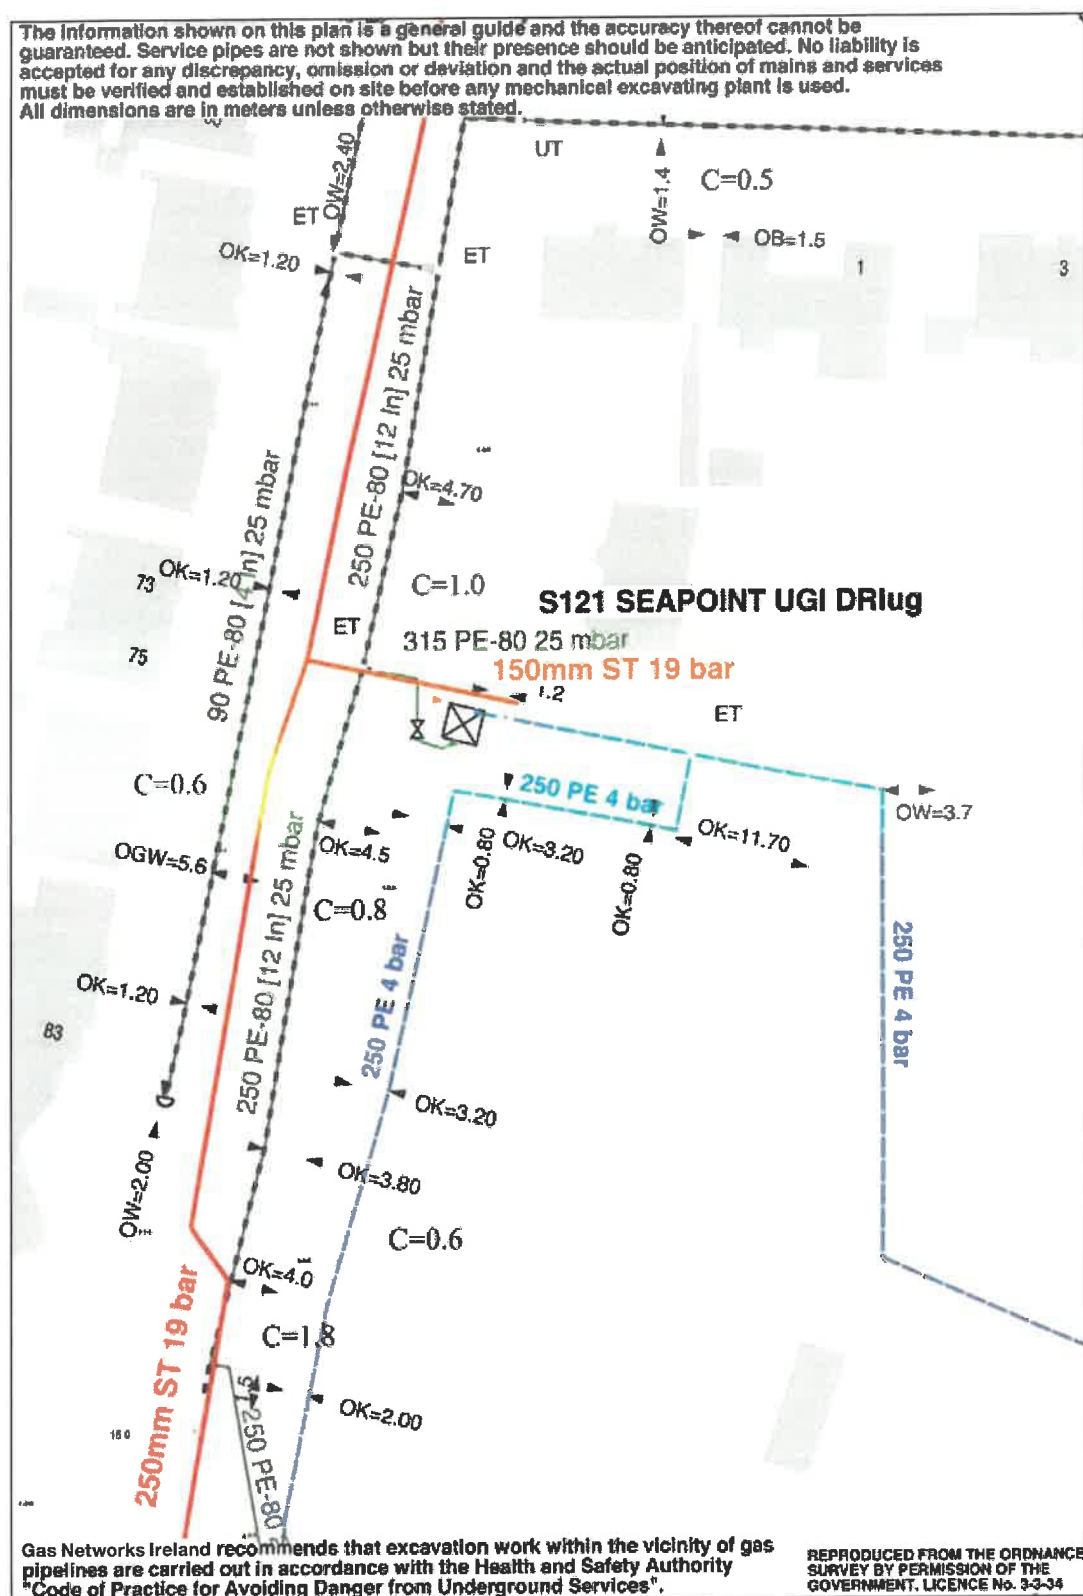 The information shown on this plan is a general guide and the accuracy thereof cannot be
guaranteed. Service pipes are not shown but their presence should be anticipated. No liability is
accepted for any discrepancy, omission or deviation and the actual position of mains and services
must be verified and established on site before any mechanical excavating plant is used.
All dimensions are in meters unless otherwise stated.
OW=2.40
UT
OW=1.4
C=0.5
ET
OK=1.20
ET
OB=1.5
1
3
250 PE-80 [12 In] 25 mbar
90 PE-80 [4 In] 25 mbar
OK=4.70
73
OK=1.20
C=1.0
S121 SEAPOINT UGI DRIug
ET
315 PE-80 25 mbar
75
150mm ST 19 bar
1.2
ET
C=0.6
250 PE 4 bar
OW=3.7
OGW=5.6
OK=4.5
OK=0.80
OK=3.20
OK=0.80
OK=11.70
C=0.8
250 PE-80 [12 In] 25 mbar
250 PE 4 bar
250 PE 4 bar
OK=1.20
83
OK=3.20
OW=2.00
OK=3.80
C=0.6
OK=4.0
C=1.8
250mm ST 19 bar
1.5
OK=2.00
250 PE-80
Gas Networks Ireland recommends that excavation work within the vicinity of gas
pipelines are carried out in accordance with the Health and Safety Authority
"Code of Practice for Avoiding Danger from Underground Services".
REPRODUCED FROM THE ORDNANCE
SURVEY BY PERMISSION OF THE
GOVERNMENT. LICENCE No. 3-3-34